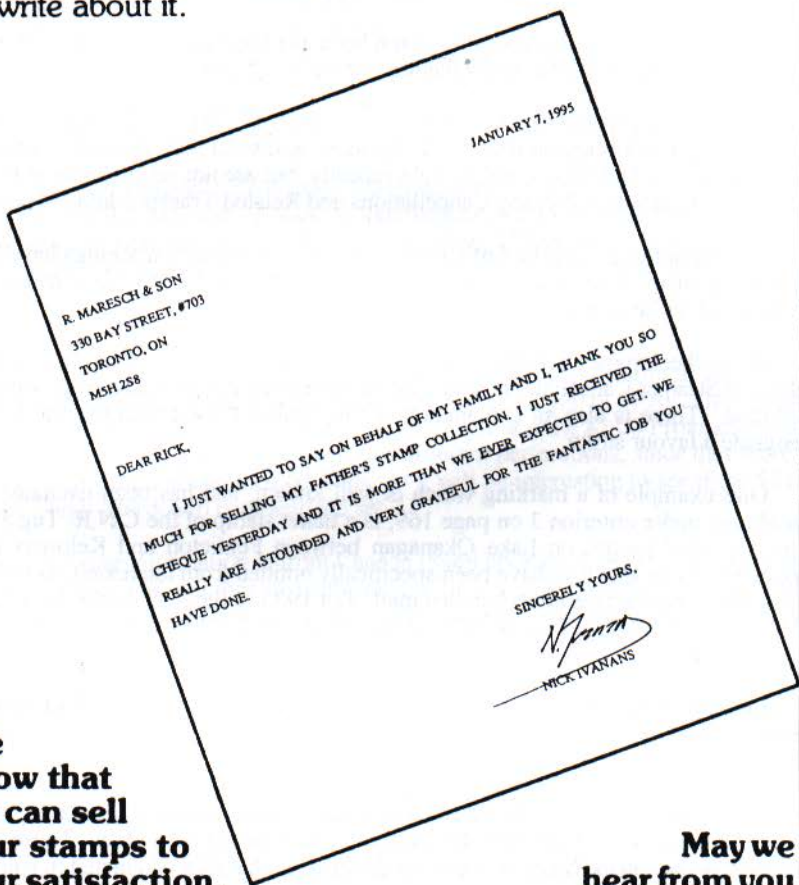 write about it.
JANUARY 7, 1995
R. MARESCH & SON
330 BAY STREET, #703
TORONTO, ON
M5H 2S8
DEAR RICK,
I JUST WANTED TO SAY ON BEHALF OF MY FAMILY AND I, THANK YOU SO
MUCH FOR SELLING MY FATHER'S STAMP COLLECTION. I JUST RECEIVED THE
CHEQUE YESTERDAY AND IT IS MORE THAN WE EVER EXPECTED TO GET. WE
REALLY ARE ASTOUNDED AND VERY GRATEFUL FOR THE FANTASTIC JOB YOU
HAVE DONE.
SINCERELY YOURS,
NICK IVANANS
ow that
can sell
ur stamps to
ur satisfaction
May we
hear from you